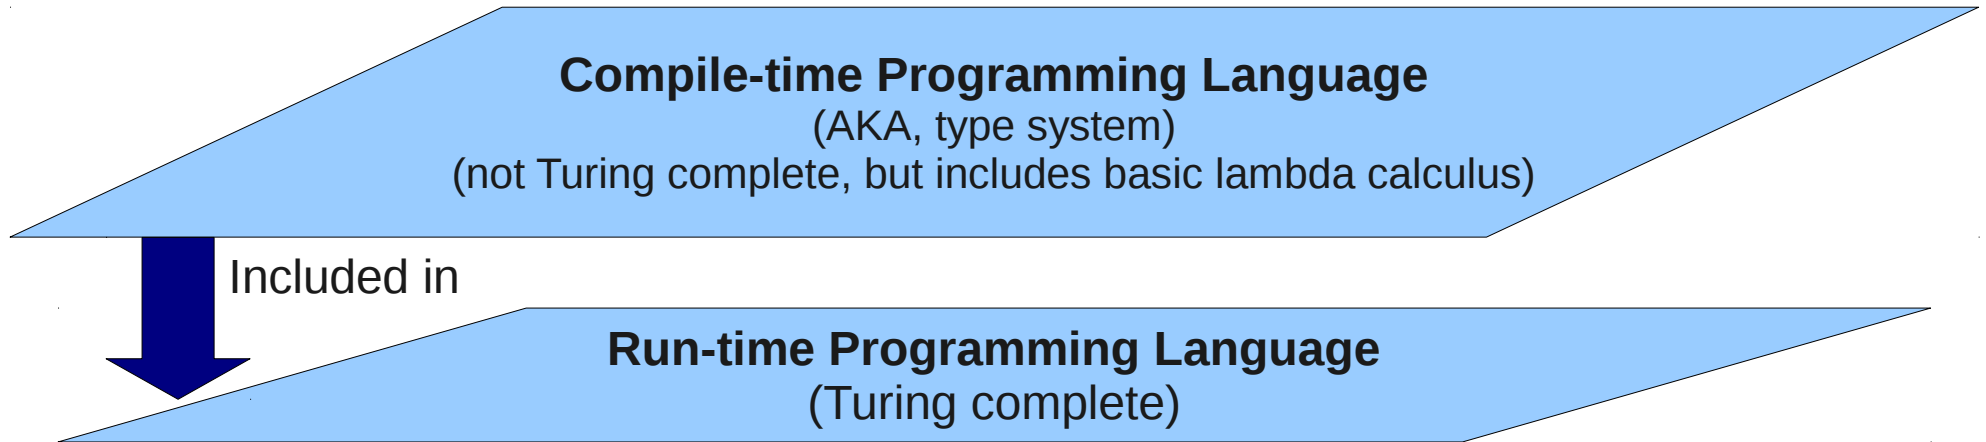 Compile-time Programming Language
(AKA, type system)
(not Turing complete, but includes basic lambda calculus)
Included in
Run-time Programming Language
(Turing complete)